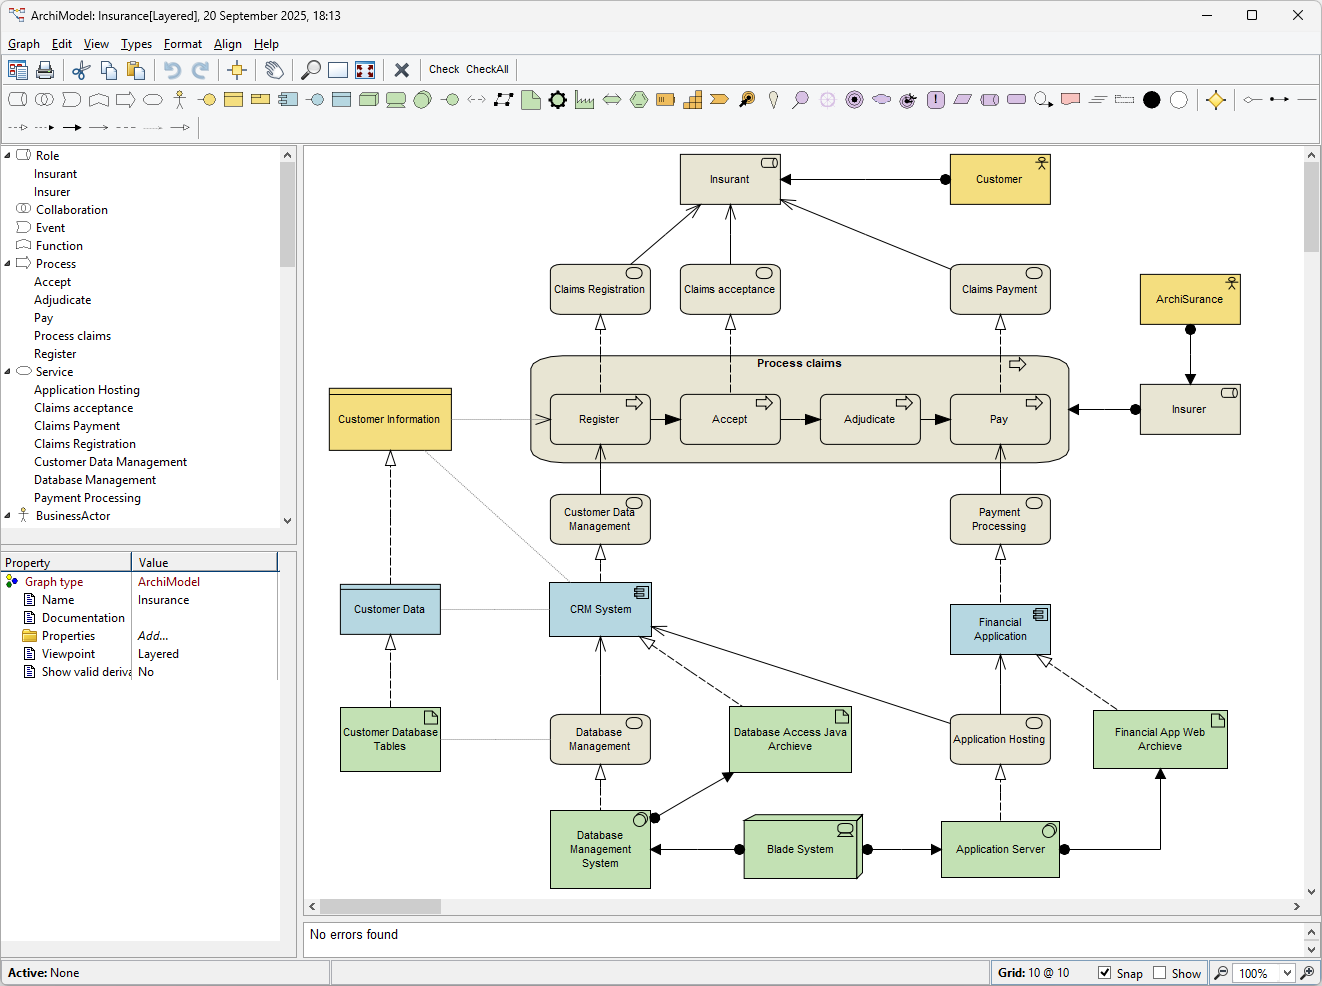 ArchiModel: Insurance[Layered], 20 September 2025, 18:13
Graph Edit View Types Format Align Help
Check CheckAll
Role
Insurant
Insurer
Collaboration
Event
Function
Process
Accept
Adjudicate
Pay
Process claims
Register
Service
Application Hosting
Claims acceptance
Claims Payment
Claims Registration
Customer Data Management
Database Management
Payment Processing
BusinessActor
Property Value
Graph type ArchiModel
Name Insurance
Documentation
Properties Add...
Viewpoint Layered
Show valid deriva No
Insurant
Customer
Claims Registration
Claims acceptance
Claims Payment
ArchiSurance
Process claims
Customer Information
Register
Accept
Adjudicate
Pay
Insurer
Customer Data
Management
Payment
Processing
Customer Data
CRM System
Financial
Application
Customer Database
Tables
Database
Management
Database Access Java
Archieve
Application Hosting
Financial App Web
Archieve
Database
Management
System
Blade System
Application Server
No errors found
Active: None
Grid: 10 @ 10
Snap
Show
100%